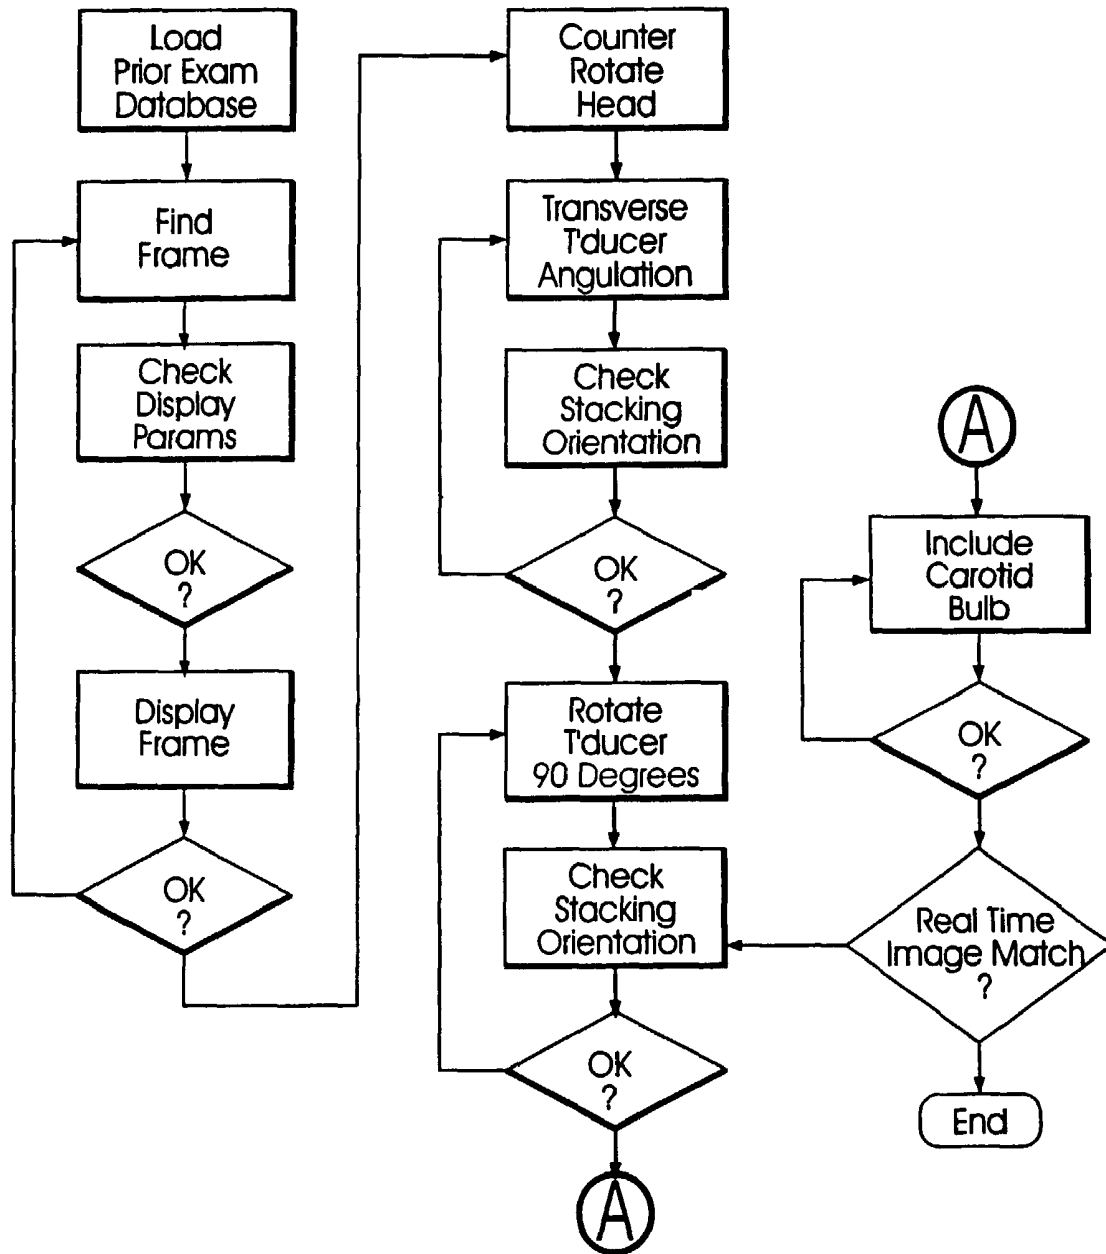 Load
Prior Exam
Database
Find
Frame
Check
Display
Params
OK
?
Display
Frame
OK
?
Counter
Rotate
Head
Transverse
T'ducer
Angulation
Check
Stacking
Orientation
OK
?
Rotate
T'ducer
90 Degrees
Check
Stacking
Orientation
OK
?
A
A
Include
Carotid
Bulb
OK
?
Real Time
Image Match
?
End